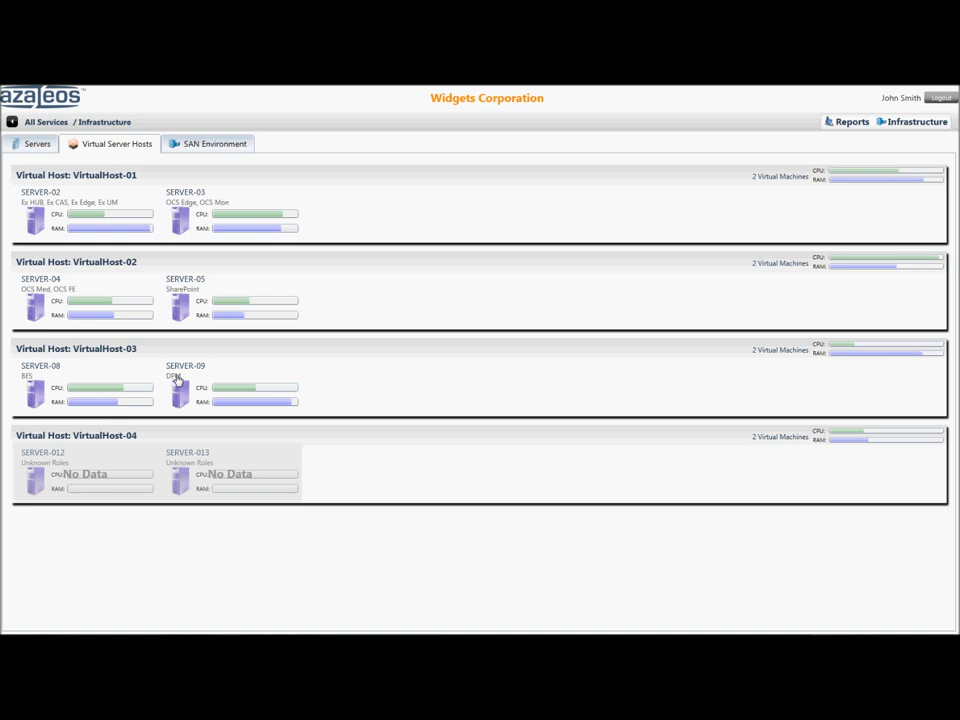 azaleos™
Widgets Corporation
John Smith Logout
All Services / Infrastructure
Reports Infrastructure
Servers Virtual Server Hosts SAN Environment
Virtual Host: VirtualHost-01
2 Virtual Machines CPU:
RAM:
SERVER-02 SERVER-03
Ex HUB, Ex CAS, Ex Edge, Ex UM OCS Edge, OCS Mon
CPU: CPU:
RAM: RAM:
Virtual Host: VirtualHost-02
2 Virtual Machines CPU:
RAM:
SERVER-04 SERVER-05
OCS Med, OCS FE SharePoint
CPU: CPU:
RAM: RAM:
Virtual Host: VirtualHost-03
2 Virtual Machines CPU:
RAM:
SERVER-08 SERVER-09
BES
CPU: CPU:
RAM: RAM:
Virtual Host: VirtualHost-04
2 Virtual Machines CPU:
RAM:
SERVER-012 SERVER-013
Unknown Roles Unknown Roles
CPU: No Data CPU: No Data
RAM: RAM: